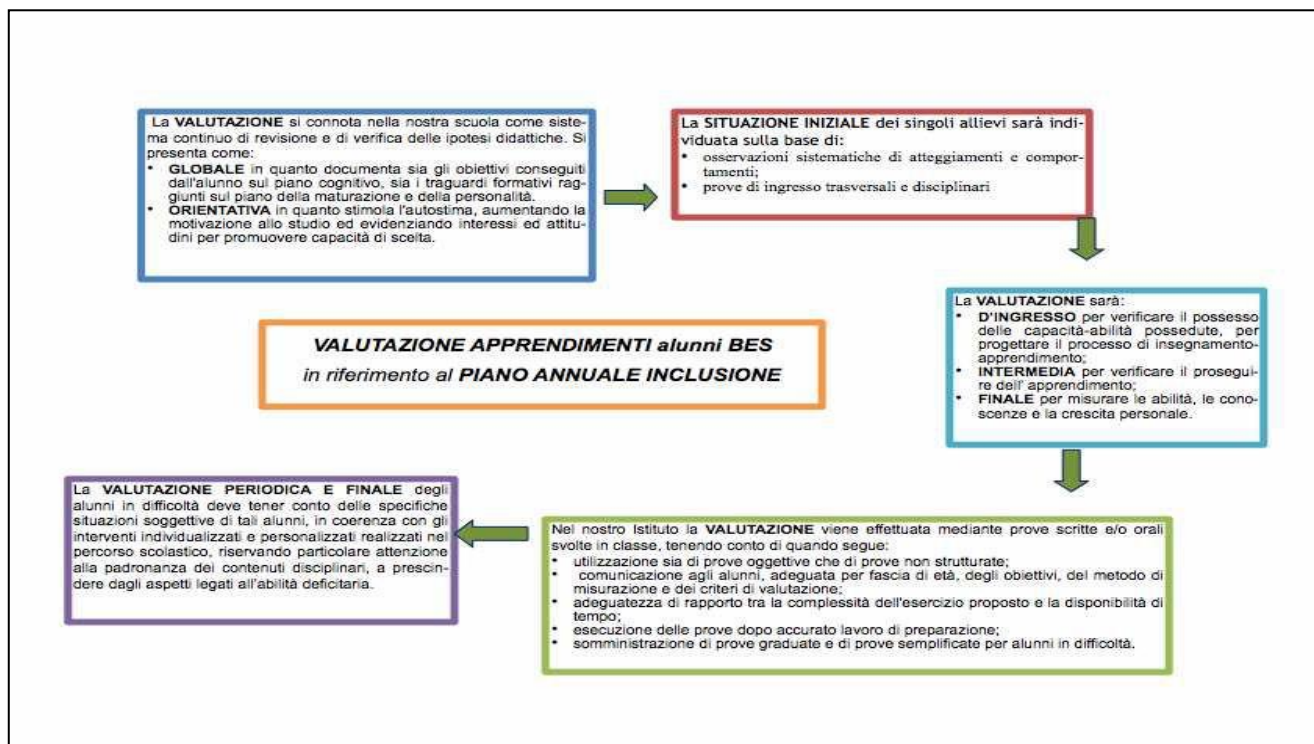 La VALUTAZIONE si connota nella nostra scuola come siste-
ma continuo di revisione e di verifica delle ipotesi didattiche. Si
presenta come:
• GLOBALE in quanto documenta sia gli obiettivi conseguiti
dall'alunno sul piano cognitivo, sia i traguardi formativi rag-
giunti sul piano della maturazione e della personalità.
• ORIENTATIVA in quanto stimola l'autostima, aumentando la
motivazione allo studio ed evidenziando interessi ed attitu-
dini per promuovere capacità di scelta.
La SITUAZIONE INIZIALE dei singoli allievi sarà indi-
viduata sulla base di:
• osservazioni sistematiche di atteggiamenti e compor-
tamenti;
• prove di ingresso trasversali e disciplinari
La VALUTAZIONE sarà:
• D'INGRESSO per verificare il possesso
delle capacità-abilità possedute, per
progettare il processo di insegnamento-
apprendimento;
• INTERMEDIA per verificare il prosegui-
re dell' apprendimento;
• FINALE per misurare le abilità, le cono-
scenze e la crescita personale.
VALUTAZIONE APPRENDIMENTI alunni BES
in riferimento al PIANO ANNUALE INCLUSIONE
Nel nostro Istituto la VALUTAZIONE viene effettuata mediante prove scritte e/o orali
svolte in classe, tenendo conto di quando segue:
• utilizzazione sia di prove oggettive che di prove non strutturate;
• comunicazione agli alunni, adeguata per fascia di età, degli obiettivi, del metodo di
misurazione e dei criteri di valutazione;
• adeguatezza di rapporto tra la complessità dell'esercizio proposto e la disponibilità di
tempo;
• esecuzione delle prove dopo accurato lavoro di preparazione;
• somministrazione di prove graduate e di prove semplificate per alunni in difficoltà.
La VALUTAZIONE PERIODICA E FINALE degli
alunni in difficoltà deve tener conto delle specifiche
situazioni soggettive di tali alunni, in coerenza con gli
interventi individualizzati e personalizzati realizzati nel
percorso scolastico, riservando particolare attenzione
alla padronanza dei contenuti disciplinari, a prescin-
dere dagli aspetti legati all'abilità deficitaria.